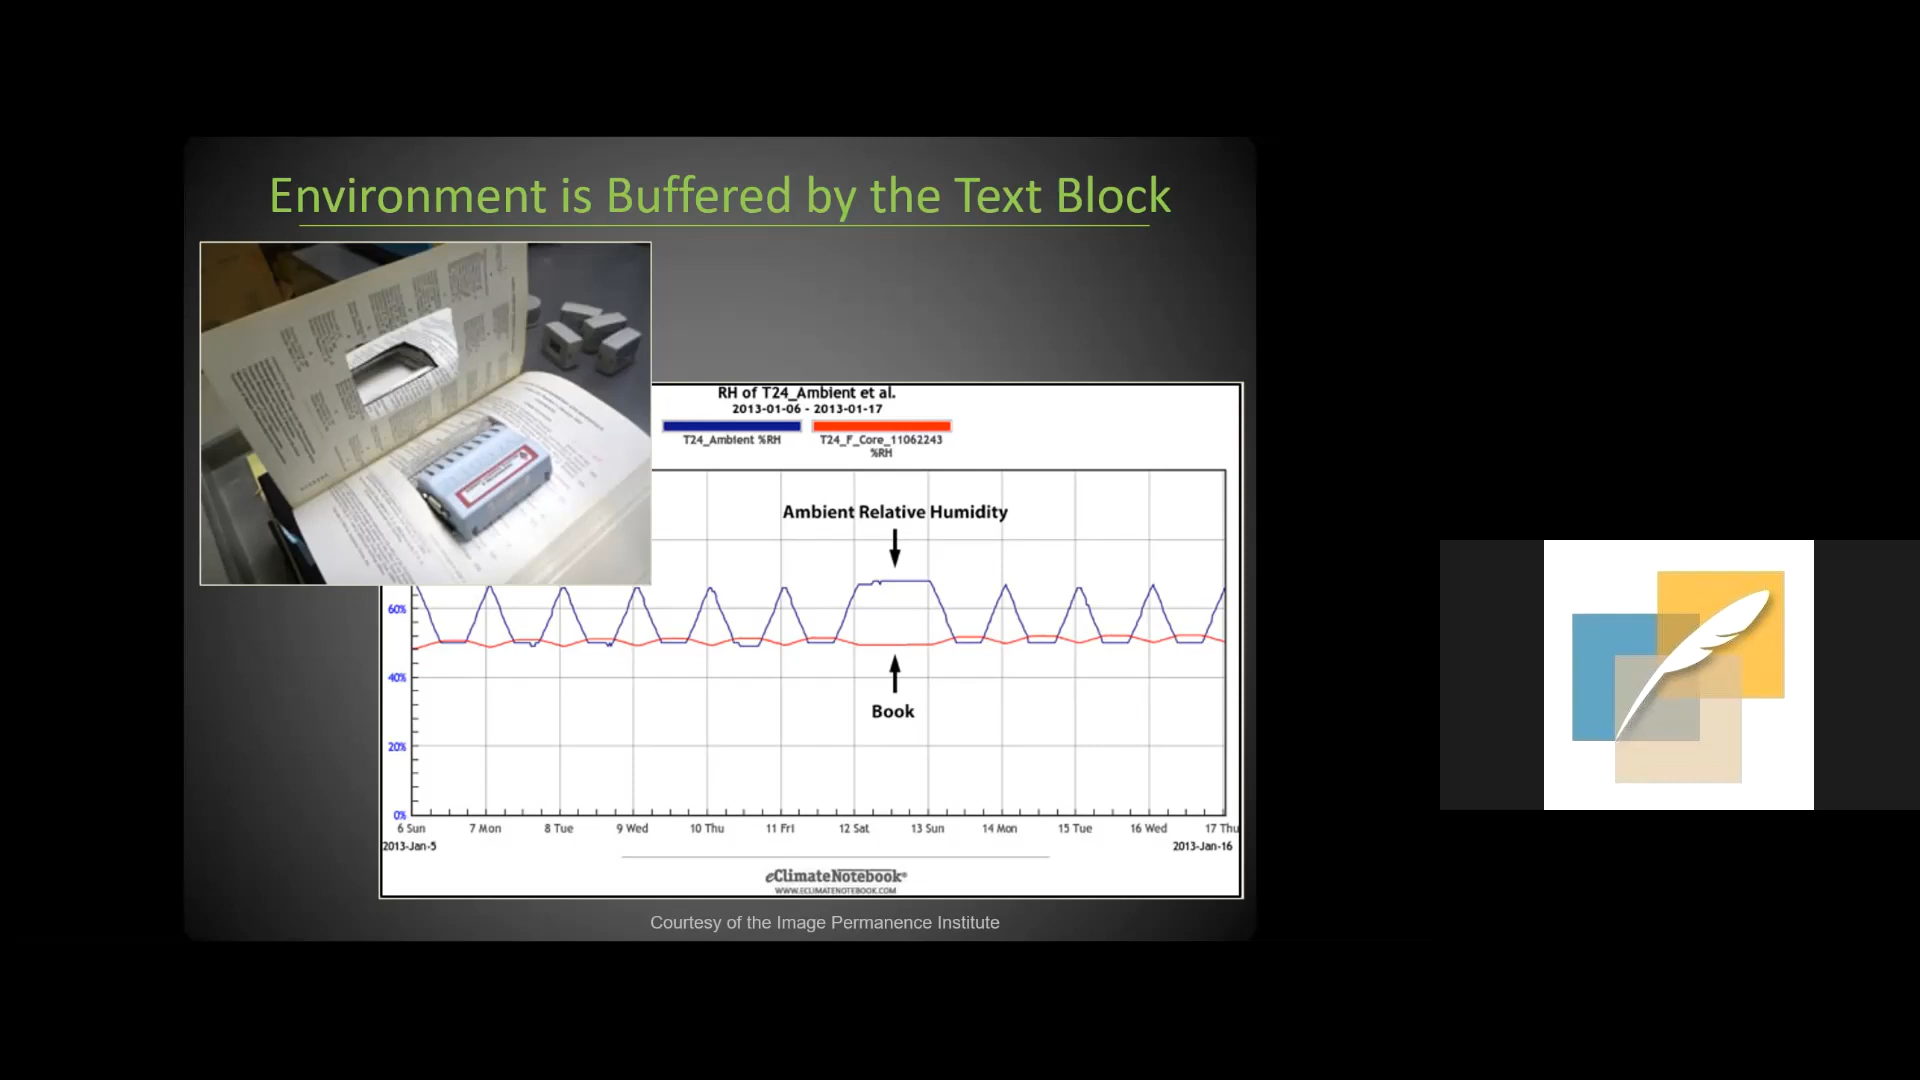 Environment is Buffered by the Text Block
RH of T24_Ambient et al.
2013-01-06 - 2013-01-17
T24_Ambient %RH
T24_F_Core_11062243
%RH
Ambient Relative Humidity
60%
40%
Book
20%
0%
6 Sun 7 Mon 8 Tue 9 Wed 10 Thu 11 Fri 12 Sat 13 Sun 14 Mon 15 Tue 16 Wed 17 Thu
2013-Jan-5 2013-Jan-16
eClimateNotebook®
WWW.ECLIMATENOTEBOOK.COM
Courtesy of the Image Permanence Institute